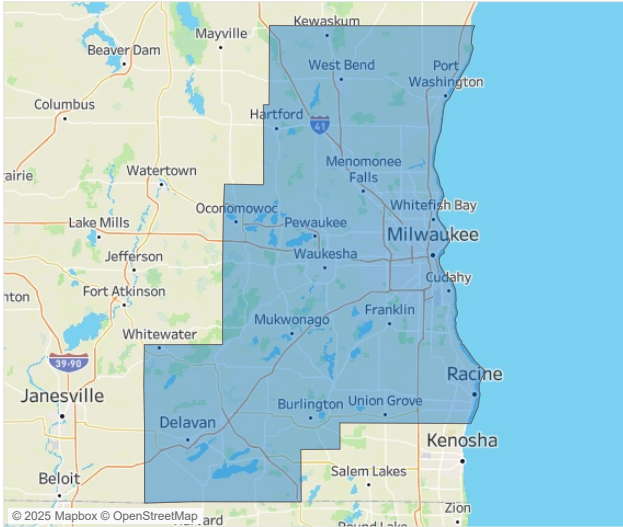 Kewaskum
Mayville
Beaver Dam
West Bend
Port
Washington
Columbus
Hartford
41
Menomonee
Falls
Watertown
rairie
Oconomowoc
Whitefish Bay
Lake Mills
Pewaukee
Milwaukee
Jefferson
Waukesha
Cudahy
nton
Fort Atkinson
Mukwonago
Franklin
Whitewater
39-90
Racine
Janesville
Burlington
Union Grove
Delavan
Kenosha
Beloit
Salem Lakes
Zion
© 2025 Mapbox © OpenStreetMap